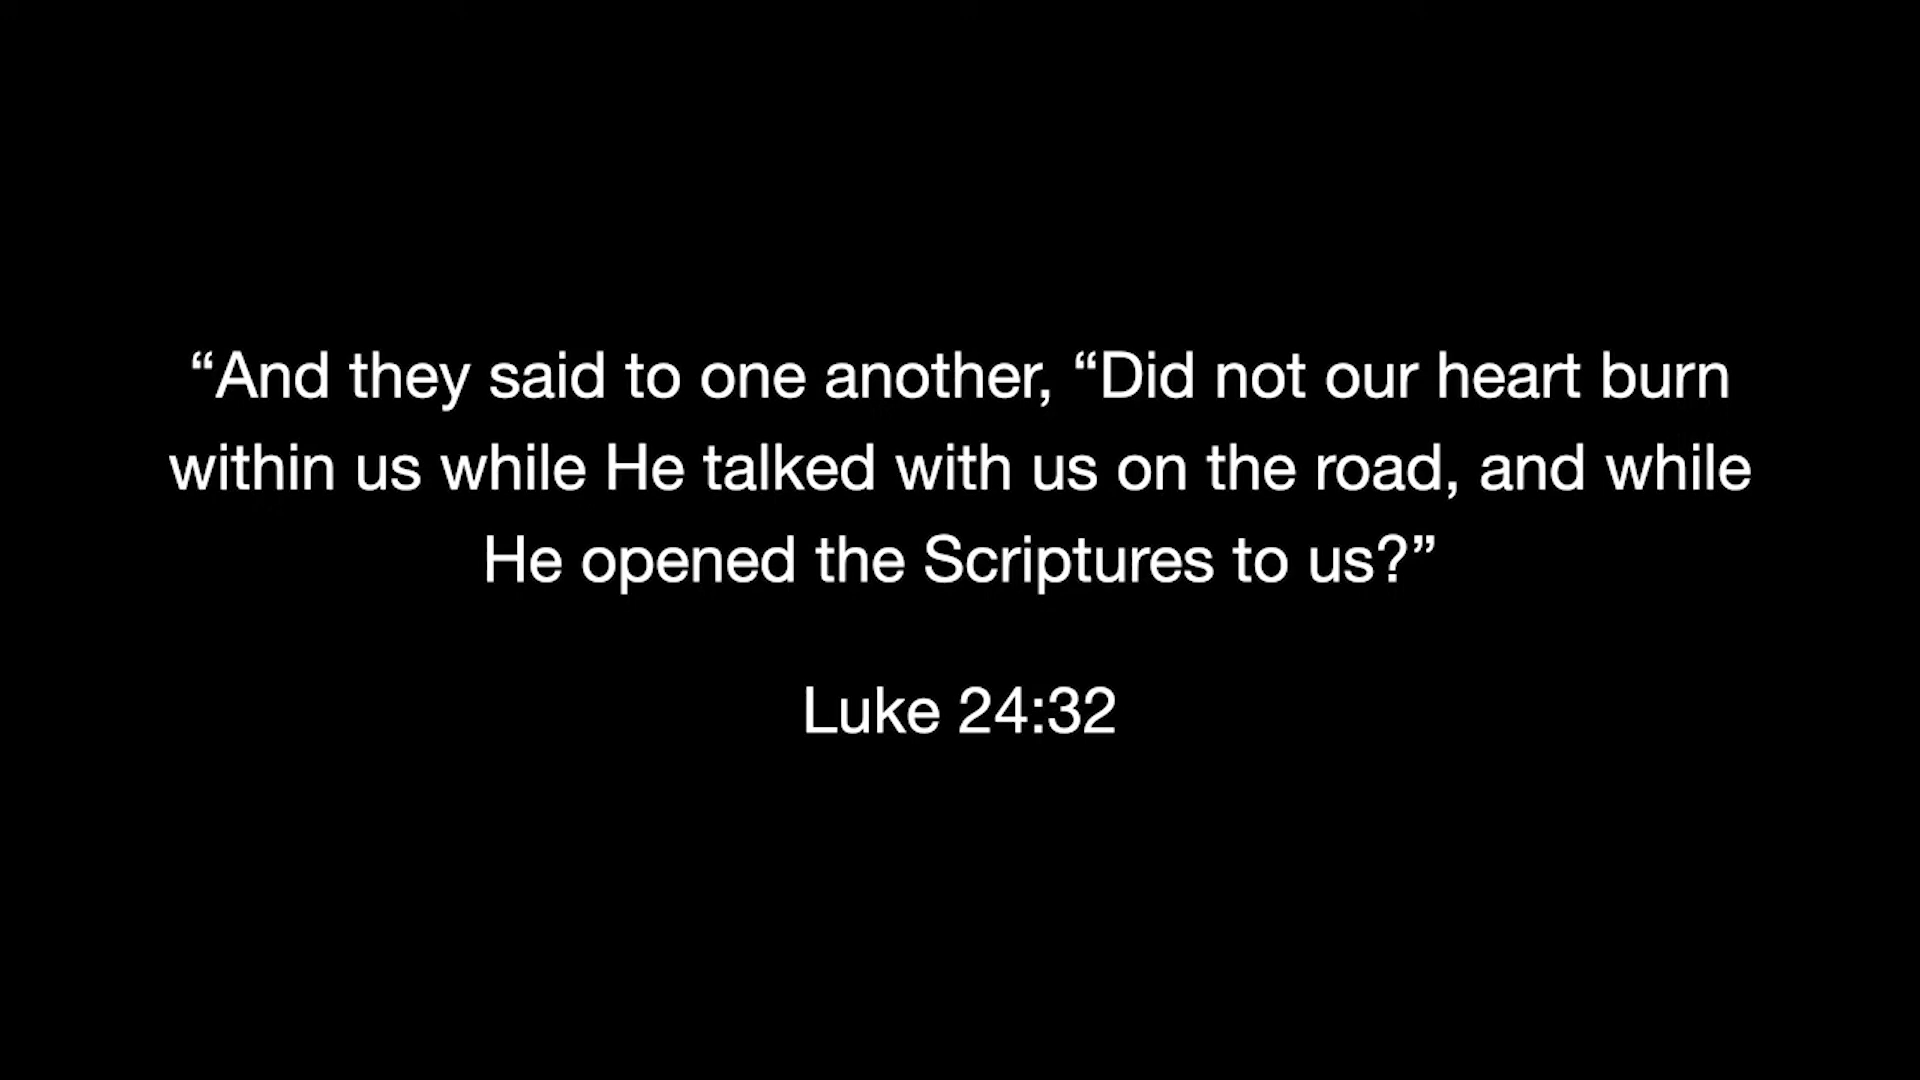 “And they said to one another, “Did not our heart burn
within us while He talked with us on the road, and while
He opened the Scriptures to us?”
Luke 24:32